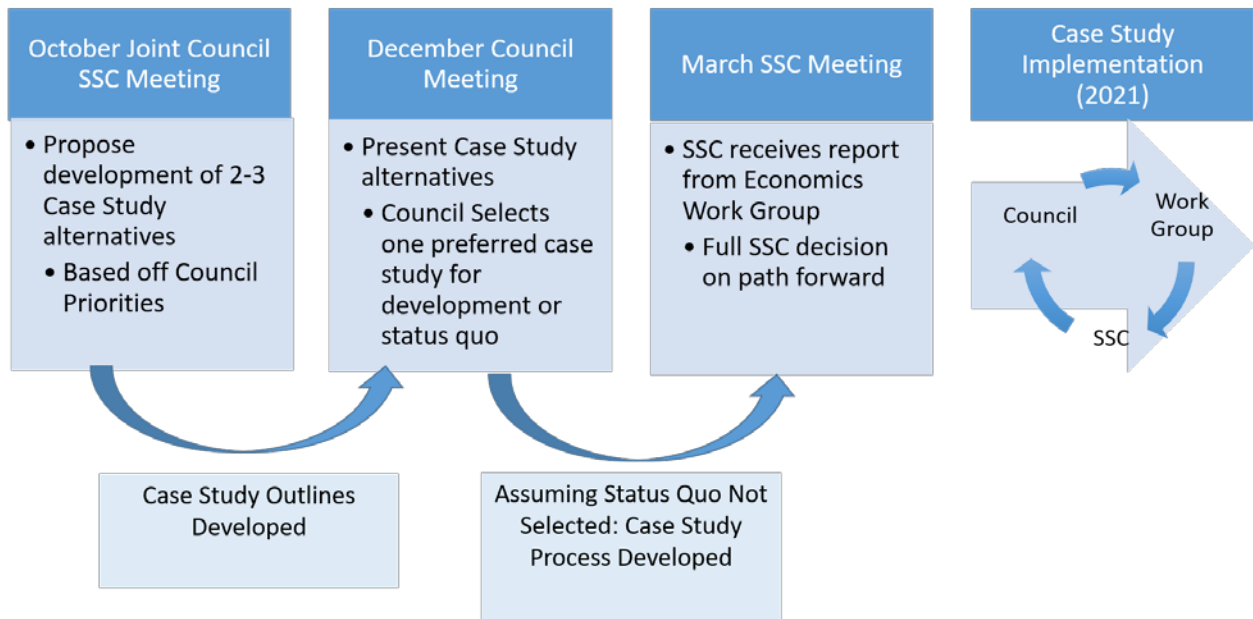 October Joint Council
SSC Meeting
• Propose
development of 2-3
Case Study
alternatives
• Based off Council
Priorities
December Council
Meeting
• Present Case Study
alternatives
• Council Selects
one preferred case
study for
development or
status quo
March SSC Meeting
• SSC receives report
from Economics
Work Group
• Full SSC decision
on path forward
Case Study
Implementation
(2021)
Council
Work
Group
SSC
Case Study Outlines
Developed
Assuming Status Quo Not
Selected: Case Study
Process Developed